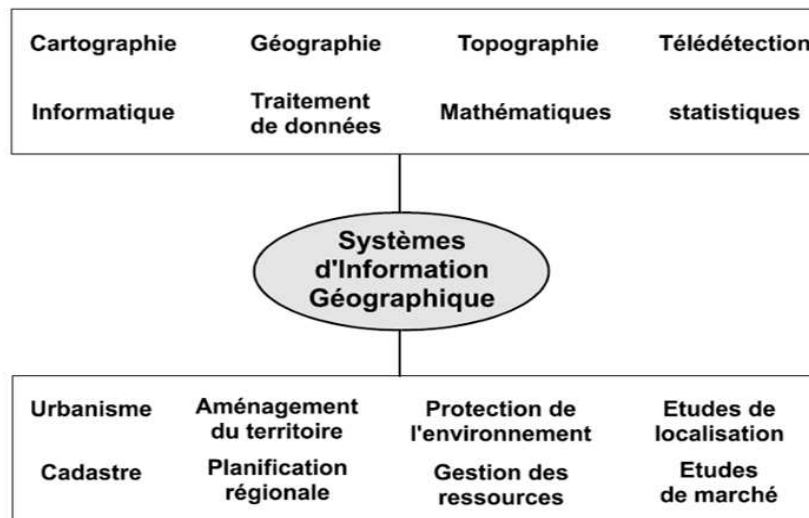 Cartographie Géographie Topographie Télédétection
Informatique Traitement de données Mathématiques statistiques
Systèmes
d'Information
Géographique
Urbanisme Aménagement du territoire Protection de l'environnement Etudes de localisation
Cadastre Planification régionale Gestion des ressources Etudes de marché